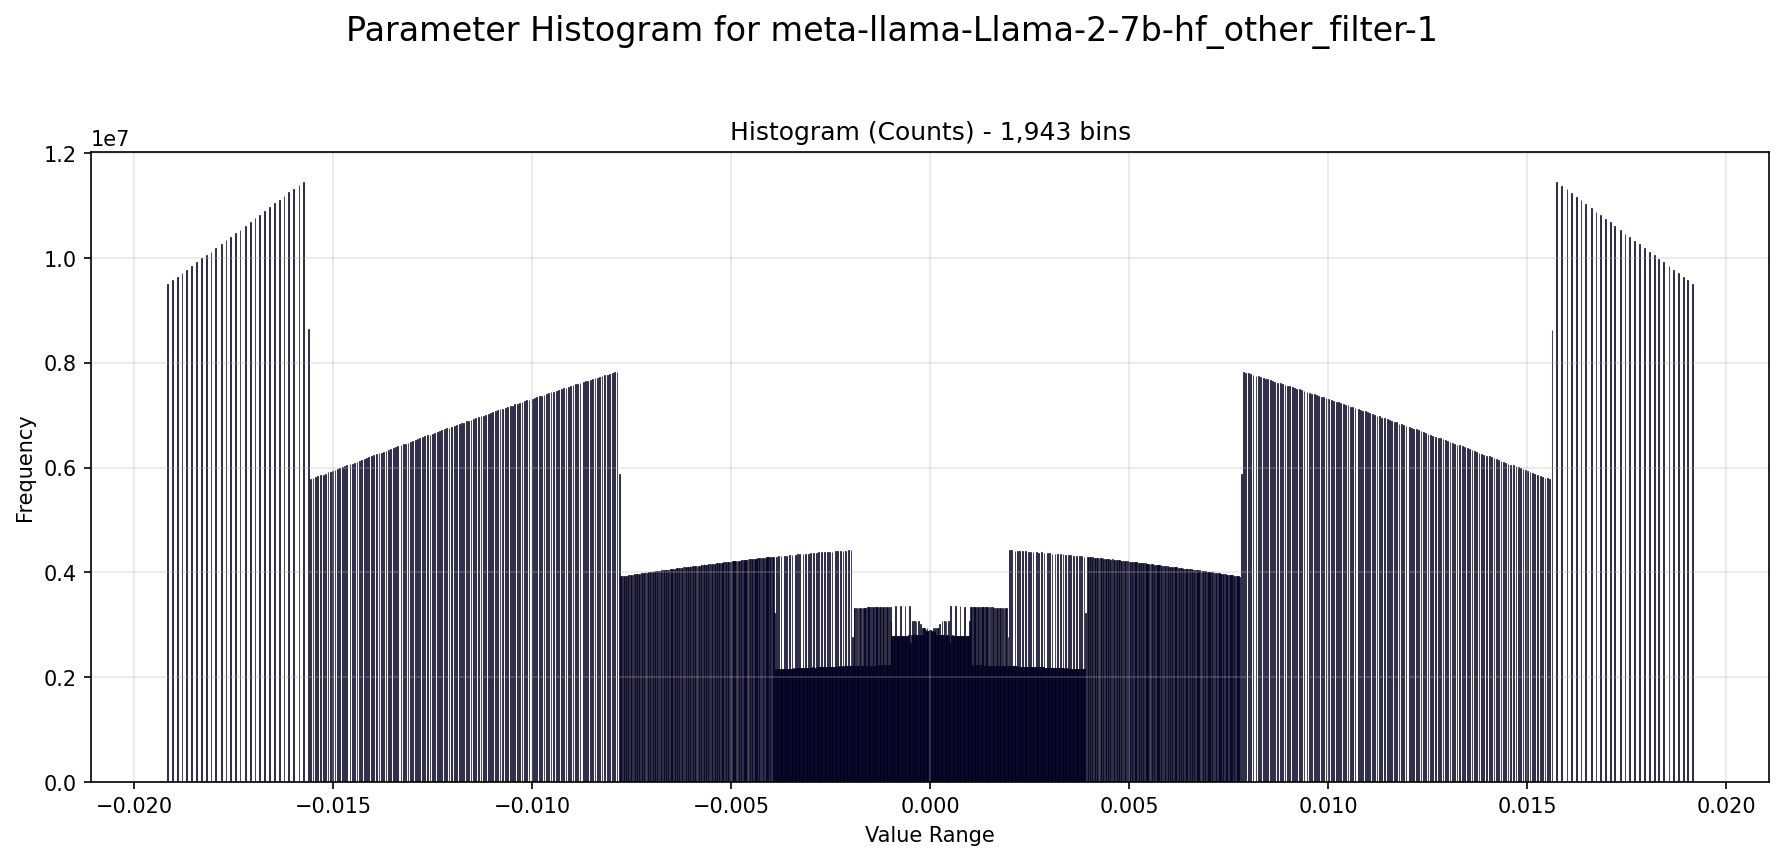 Parameter Histogram for meta-llama-Llama-2-7b-hf_other_filter-1
Histogram (Counts) - 1,943 bins
1e7
1.2
1.0
0.8
0.6
0.4
0.2
0.0
Frequency
−0.020 −0.015 −0.010 −0.005 0.000 0.005 0.010 0.015 0.020
Value Range